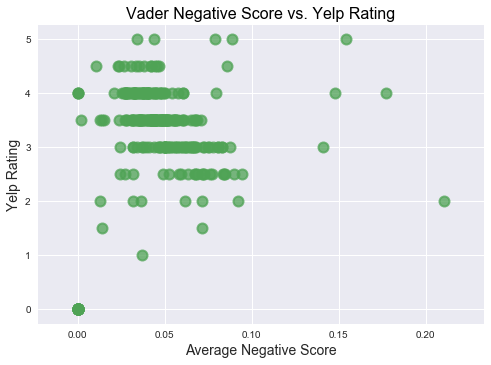 Vader Negative Score vs. Yelp Rating
5
4
3
2
1
0
Yelp Rating
0.00 0.05 0.10 0.15 0.20
Average Negative Score